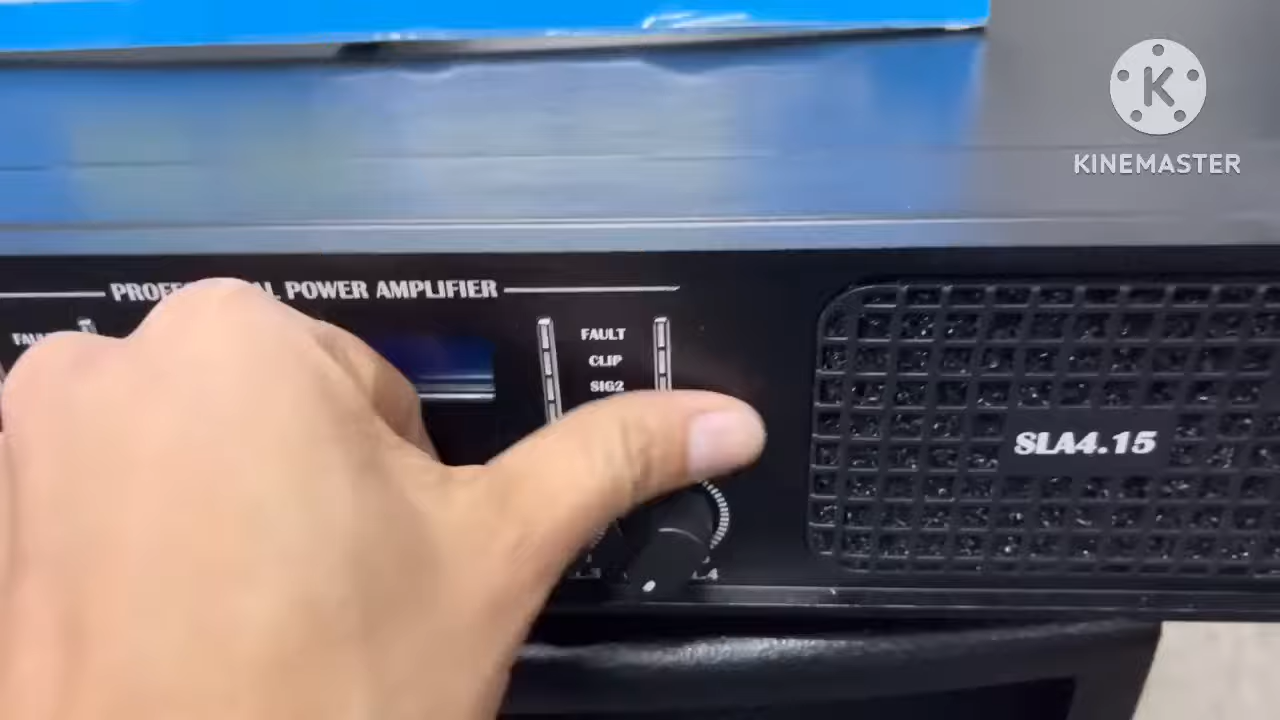 K
KINEMASTER
POWER AMPLIFIER
FAULT
CLIP
SIG2
SLA4.15